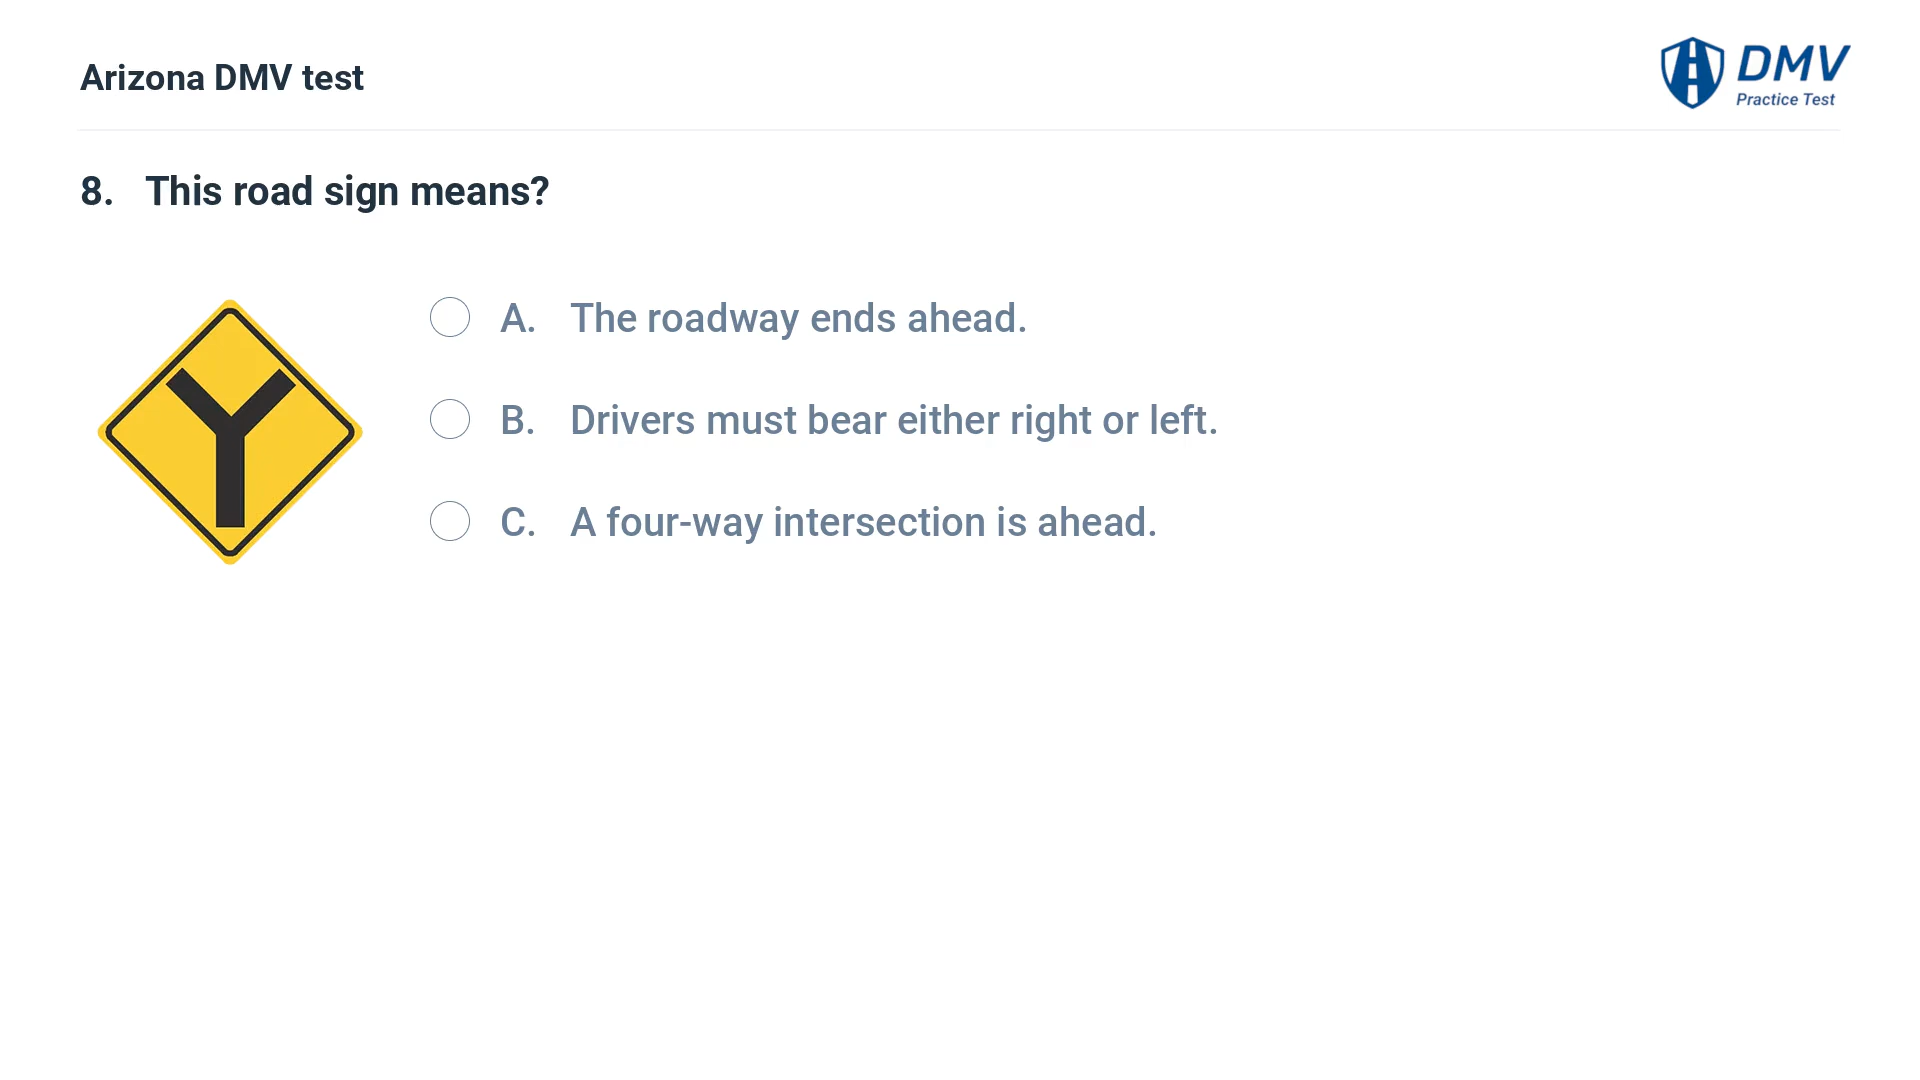 Arizona DMV test
DMV
Practice Test
8. This road sign means?
A. The roadway ends ahead.
B. Drivers must bear either right or left.
C. A four-way intersection is ahead.